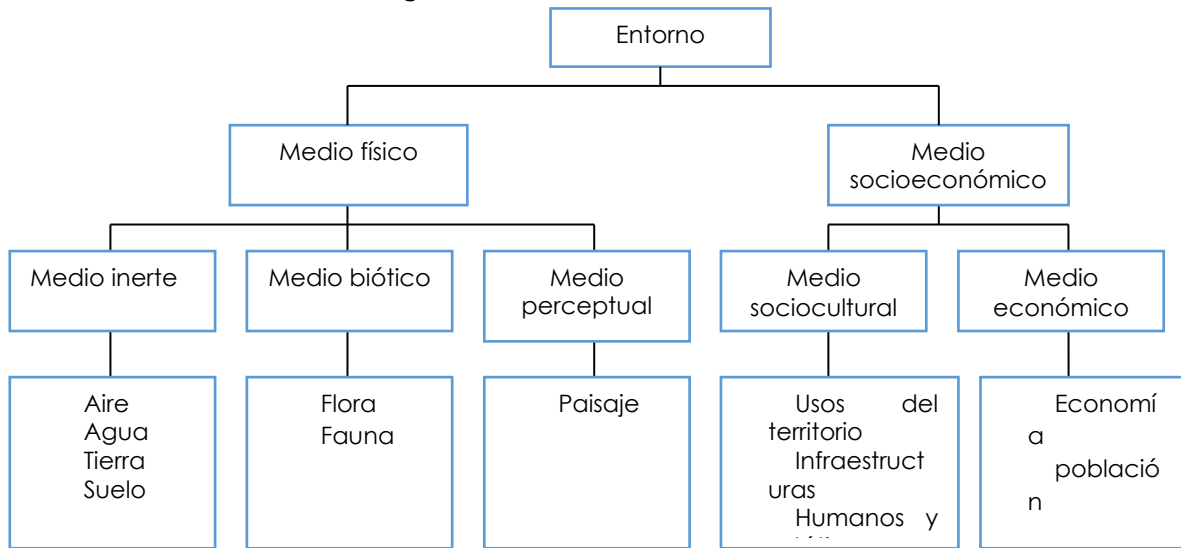 Entorno
Medio físico
Medio
socioeconómico
Medio inerte
Medio biótico
Medio
perceptual
Medio
sociocultural
Medio
económico
Aire
Agua
Tierra
Suelo
Flora
Fauna
Paisaje
Usos del
territorio
Infraestruct
uras
Humanos y
Economí
a
població
n